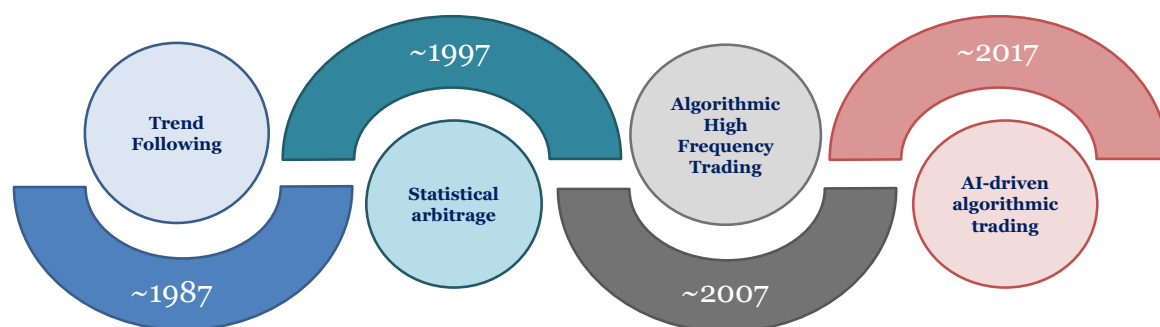 Trend
Following
~1987
~1997
Statistical
arbitrage
Algorithmic
High
Frequency
Trading
~2007
~2017
AI-driven
algorithmic
trading